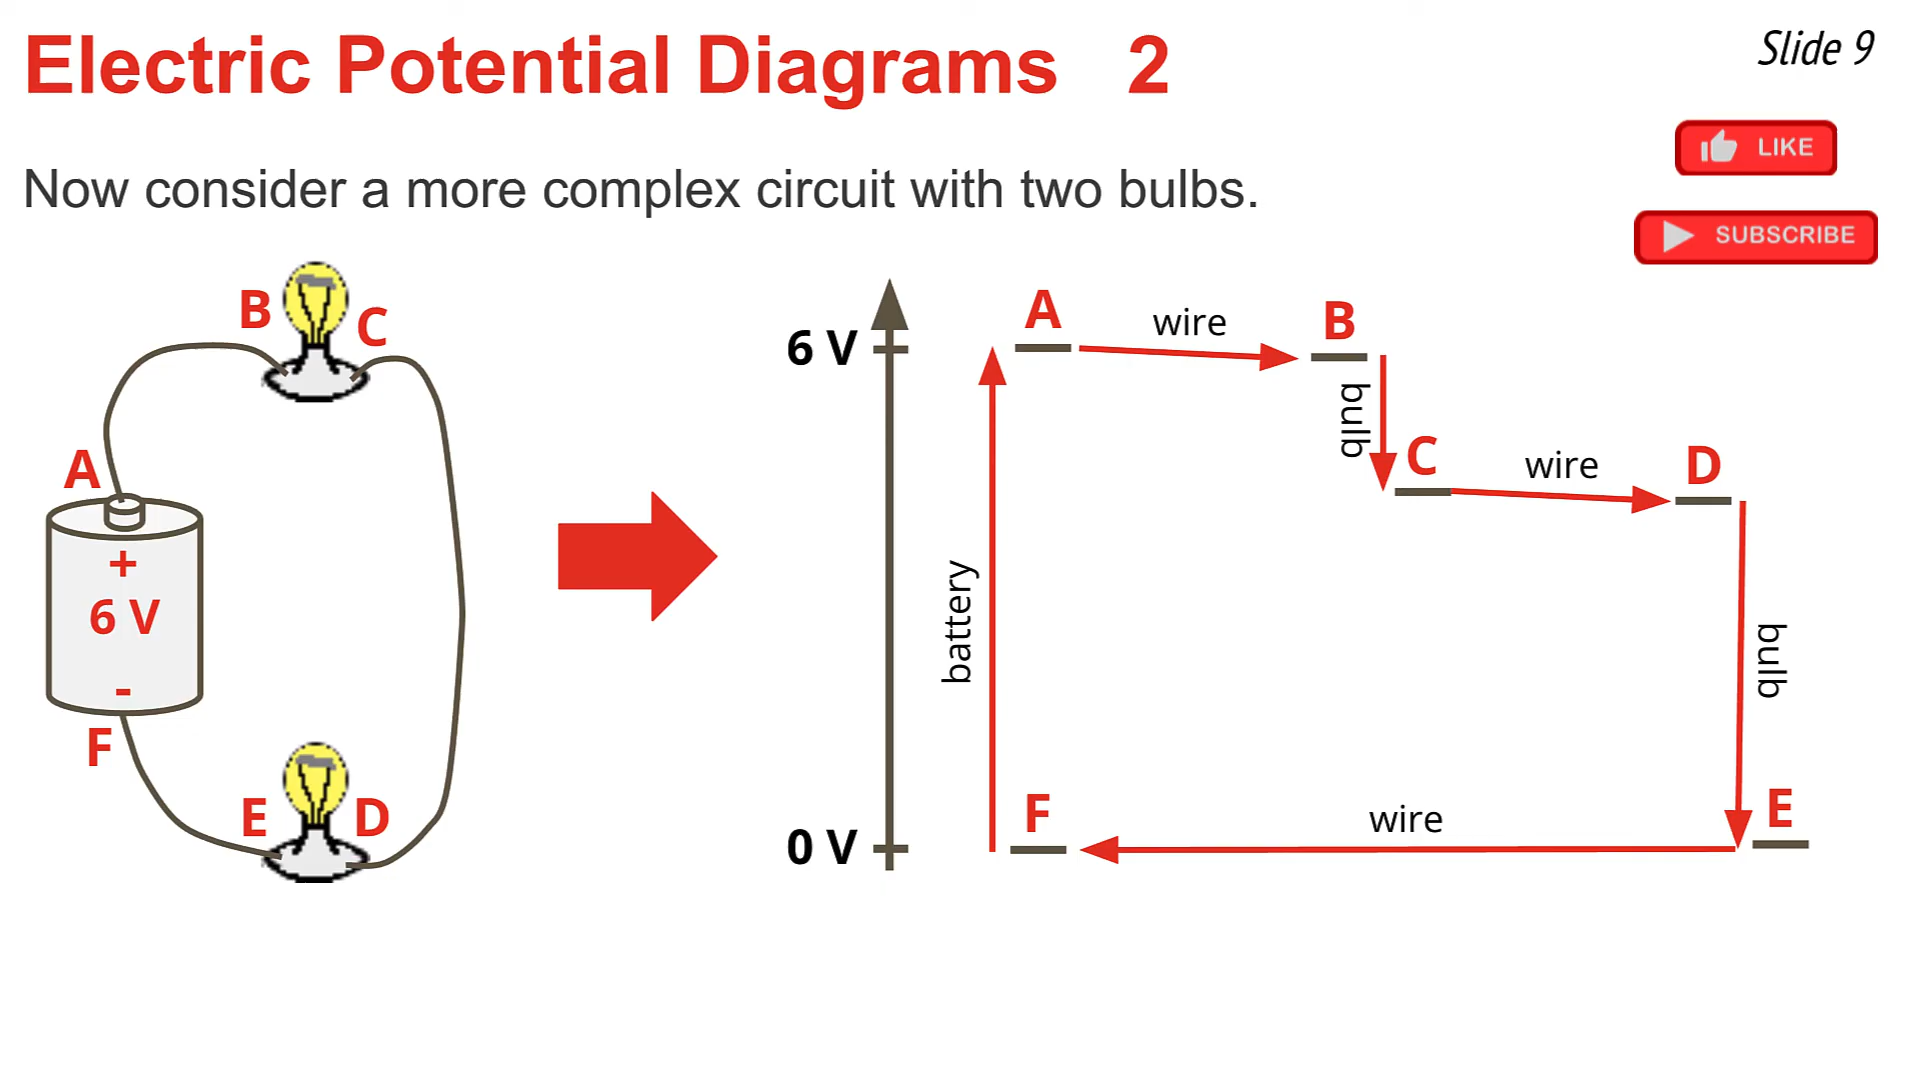 Electric Potential Diagrams 2
Slide 9
LIKE
SUBSCRIBE
Now consider a more complex circuit with two bulbs.
B
C
A
+
6 V
-
F
E
D
6 V
0 V
battery
A
wire
B
bulb
C
wire
D
bulb
E
wire
F